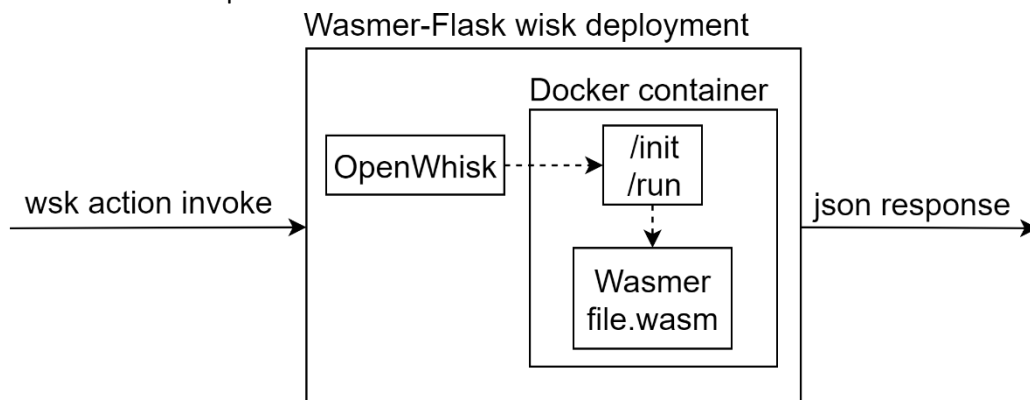 Wasmer-Flask wisk deployment
Docker container
OpenWhisk
/init
/run
wsk action invoke
json response
Wasmer
file.wasm